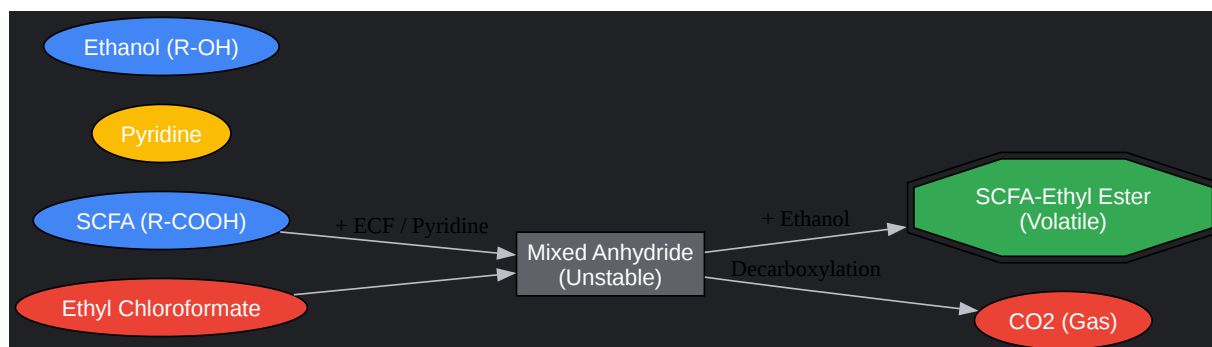 Ethanol (R-OH)
Pyridine
SCFA (R-COOH)
Ethyl Chloroformate
+ ECF / Pyridine
Mixed Anhydride
(Unstable)
+ Ethanol
Decarboxylation
SCFA-Ethyl Ester
(Volatile)
CO2 (Gas)